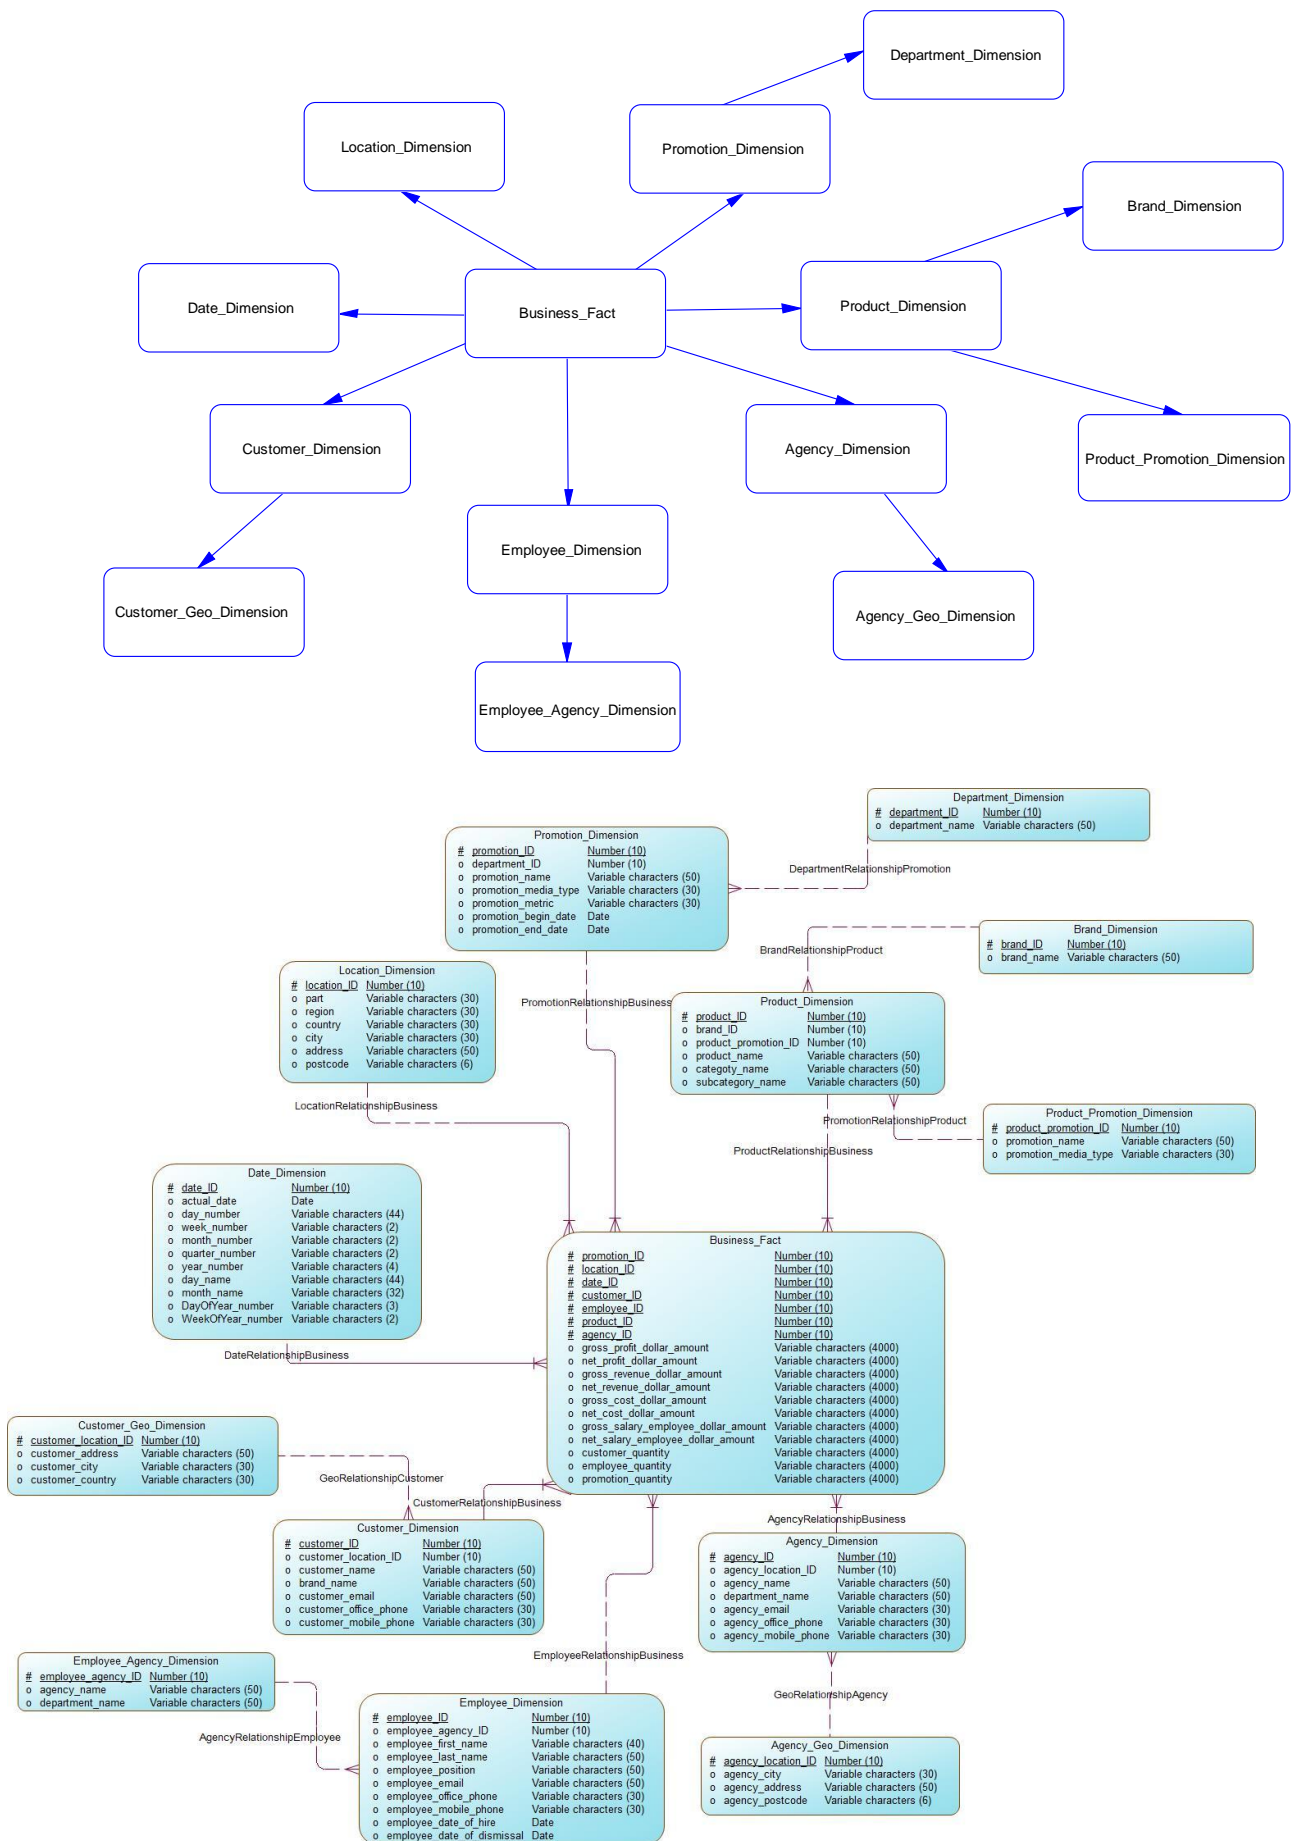 Department_Dimension
Location_Dimension
Promotion_Dimension
Brand_Dimension
Date_Dimension
Business_Fact
Product_Dimension
Customer_Dimension
Agency_Dimension
Product_Promotion_Dimension
Employee_Dimension
Customer_Geo_Dimension
Agency_Geo_Dimension
Employee_Agency_Dimension
Department_Dimension
# department_ID Number (10)
o department_name Variable characters (50)
Promotion_Dimension
# promotion_ID Number (10)
o department_ID Number (10)
o promotion_name Variable characters (50)
o promotion_media_type Variable characters (30)
o promotion_metric Variable characters (30)
o promotion_begin_date Date
o promotion_end_date Date
DepartmentRelationshipPromotion
Brand_Dimension
# brand_ID Number (10)
o brand_name Variable characters (50)
BrandRelationshipProduct
Location_Dimension
# location_ID Number (10)
o part Variable characters (30)
o region Variable characters (30)
o country Variable characters (30)
o city Variable characters (30)
o address Variable characters (50)
o postcode Variable characters (6)
PromotionRelationshipBusiness
Product_Dimension
# product_ID Number (10)
o brand_ID Number (10)
o product_promotion_ID Number (10)
o product_name Variable characters (50)
o categoty_name Variable characters (50)
o subcategory_name Variable characters (50)
LocationRelationshipBusiness
PromotionRelationshipProduct
Product_Promotion_Dimension
# product_promotion_ID Number (10)
o promotion_name Variable characters (50)
o promotion_media_type Variable characters (30)
ProductRelationshipBusiness
Date_Dimension
# date_ID Number (10)
o actual_date Date
o day_number Variable characters (44)
o week_number Variable characters (2)
o month_number Variable characters (2)
o quarter_number Variable characters (2)
o year_number Variable characters (4)
o day_name Variable characters (44)
o month_name Variable characters (32)
o DayOfYear_number Variable characters (3)
o WeekOfYear_number Variable characters (2)
DateRelationshipBusiness
Business_Fact
# promotion_ID Number (10)
# location_ID Number (10)
# date_ID Number (10)
# customer_ID Number (10)
# employee_ID Number (10)
# product_ID Number (10)
# agency_ID Number (10)
o gross_profit_dollar_amount Variable characters (4000)
o net_profit_dollar_amount Variable characters (4000)
o gross_revenue_dollar_amount Variable characters (4000)
o net_revenue_dollar_amount Variable characters (4000)
o gross_cost_dollar_amount Variable characters (4000)
o net_cost_dollar_amount Variable characters (4000)
o gross_salary_employee_dollar_amount Variable characters (4000)
o net_salary_employee_dollar_amount Variable characters (4000)
o customer_quantity Variable characters (4000)
o employee_quantity Variable characters (4000)
o promotion_quantity Variable characters (4000)
Customer_Geo_Dimension
# customer_location_ID Number (10)
o customer_address Variable characters (50)
o customer_city Variable characters (30)
o customer_country Variable characters (30)
GeoRelationshipCustomer
CustomerRelationshipBusiness
AgencyRelationshipBusiness
Customer_Dimension
# customer_ID Number (10)
o customer_location_ID Number (10)
o customer_name Variable characters (50)
o brand_name Variable characters (50)
o customer_email Variable characters (50)
o customer_office_phone Variable characters (30)
o customer_mobile_phone Variable characters (30)
Agency_Dimension
# agency_ID Number (10)
o agency_location_ID Number (10)
o agency_name Variable characters (50)
o department_name Variable characters (50)
o agency_email Variable characters (30)
o agency_office_phone Variable characters (30)
o agency_mobile_phone Variable characters (30)
EmployeeRelationshipBusiness
Employee_Agency_Dimension
# employee_agency_ID Number (10)
o agency_name Variable characters (50)
o department_name Variable characters (50)
AgencyRelationshipEmployee
GeoRelationshipAgency
Employee_Dimension
# employee_ID Number (10)
o employee_agency_ID Number (10)
o employee_first_name Variable characters (40)
o employee_last_name Variable characters (50)
o employee_position Variable characters (50)
o employee_email Variable characters (50)
o employee_office_phone Variable characters (30)
o employee_mobile_phone Variable characters (30)
o employee_date_of_hire Date
o employee_date_of_dismissal Date
Agency_Geo_Dimension
# agency_location_ID Number (10)
o agency_city Variable characters (30)
o agency_address Variable characters (50)
o agency_postcode Variable characters (6)